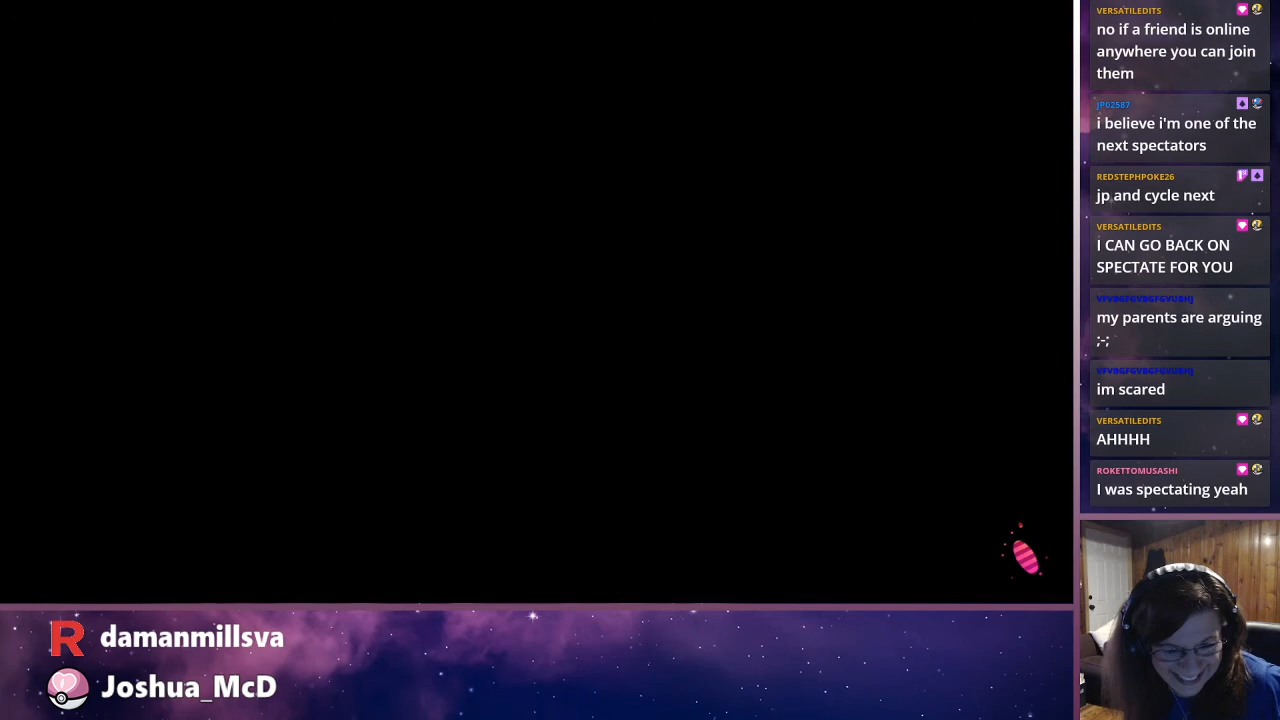 VERSATILEDITS
no if a friend is online
anywhere you can join
them
JP02587
i believe i'm one of the
next spectators
REDSTEPHPOKE26
jp and cycle next
VERSATILEDITS
I CAN GO BACK ON
SPECTATE FOR YOU
my parents are arguing
;-;
im scared
VERSATILEDITS
AHHHH
ROKETTOMUSASHI
I was spectating yeah
R damanmillsva
Joshua_McD